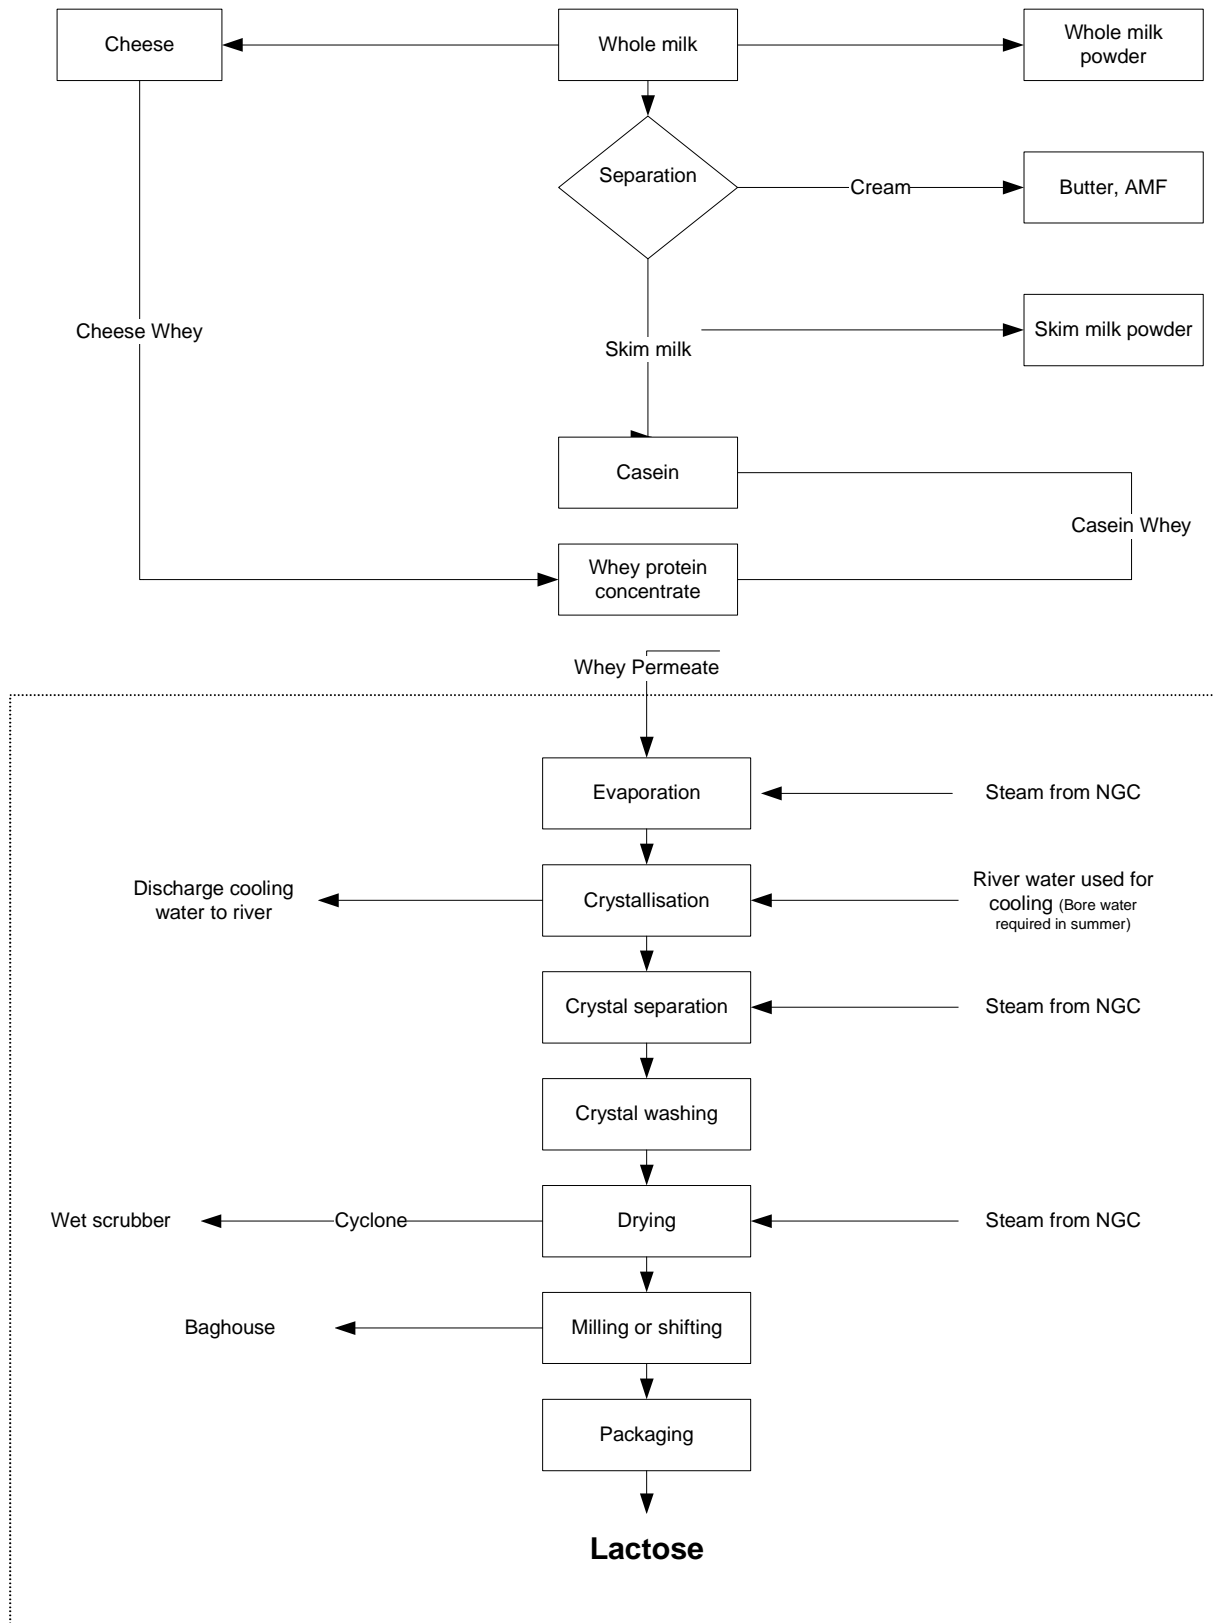 Cheese
Whole milk
Whole milk
powder
Separation
Cream
Butter, AMF
Cheese Whey
Skim milk
Skim milk powder
Casein
Casein Whey
Whey protein
concentrate
Whey Permeate
Evaporation
Steam from NGC
Discharge cooling
water to river
Crystallisation
River water used for
cooling (Bore water
required in summer)
Crystal separation
Steam from NGC
Crystal washing
Wet scrubber
Cyclone
Drying
Steam from NGC
Baghouse
Milling or shifting
Packaging
Lactose